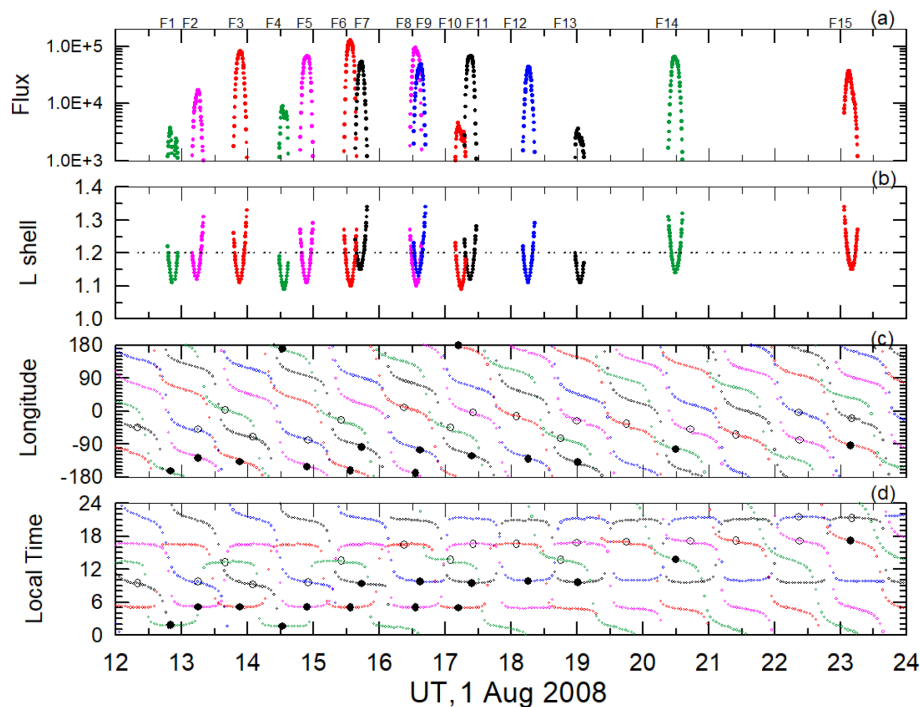 F1 F2 F3 F4 F5 F6 F7 F8 F9 F10 F11 F12 F13 F14 F15
(a)
Flux
1.0E+5
1.0E+4
1.0E+3
(b)
L shell
1.4
1.3
1.2
1.1
1.0
(c)
Longitude
180
90
0
-90
-180
(d)
Local Time
24
18
12
6
0
12 13 14 15 16 17 18 19 20 21 22 23 24
UT, 1 Aug 2008